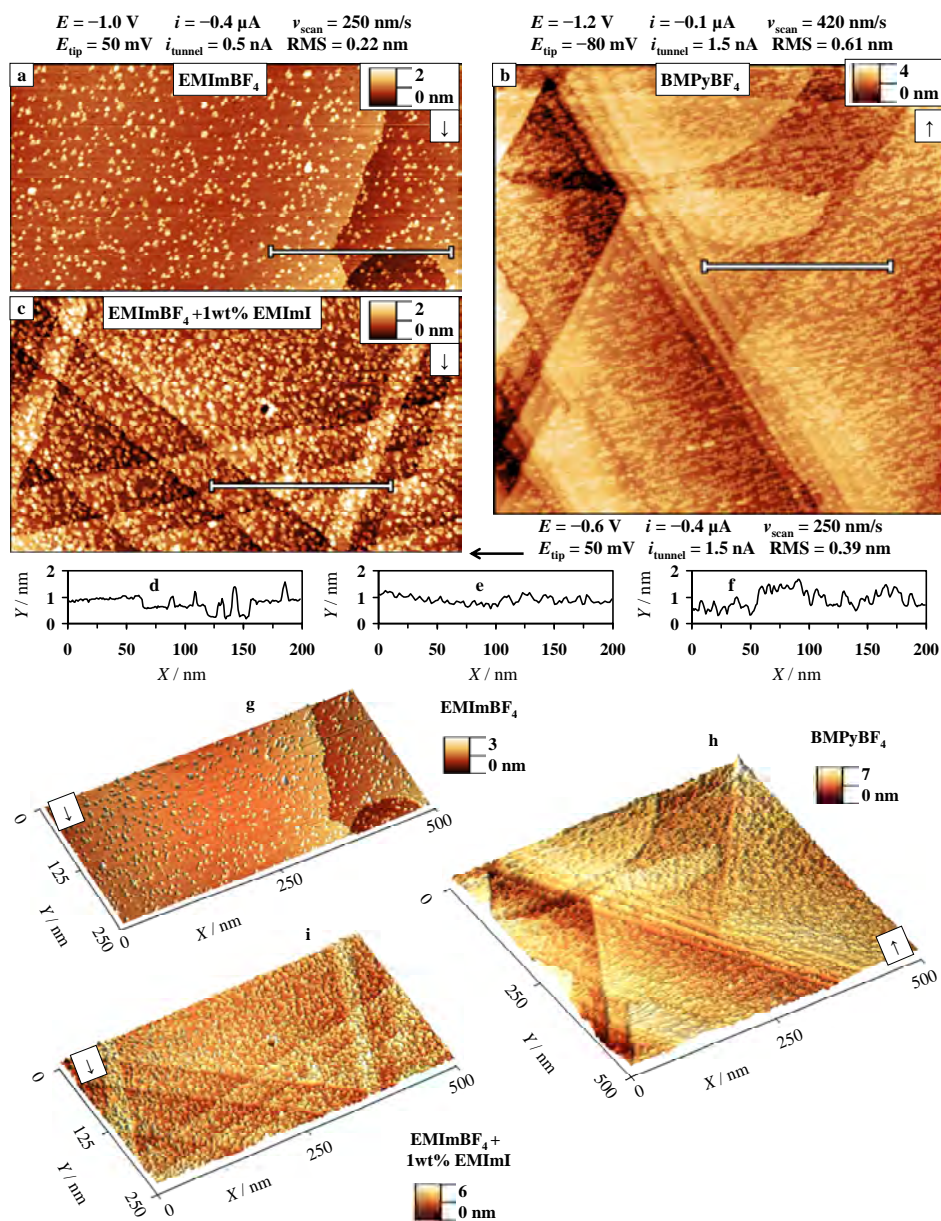 E = −1.0 V i = −0.4 µA v_scan = 250 nm/s
E_tip = 50 mV i_tunnel = 0.5 nA RMS = 0.22 nm
E = −1.2 V i = −0.1 µA v_scan = 420 nm/s
E_tip = −80 mV i_tunnel = 1.5 nA RMS = 0.61 nm
a
EMImBF₄
2
0 nm
↓
b
BMPyBF₄
4
0 nm
↑
c
EMImBF₄ +1wt% EMImI
2
0 nm
↓
E = −0.6 V i = −0.4 µA v_scan = 250 nm/s
E_tip = 50 mV i_tunnel = 1.5 nA RMS = 0.39 nm
Y / nm
2
1
0
d
0 50 100 150 200
X / nm
Y / nm
2
1
0
e
0 50 100 150 200
X / nm
Y / nm
2
1
0
f
0 50 100 150 200
X / nm
g
EMImBF₄
3
0 nm
↓
0
125
250
Y / nm
0
250
500
X / nm
h
BMPyBF₄
7
0 nm
↑
0
250
500
Y / nm
0
250
500
X / nm
i
↓
0
125
250
Y / nm
0
250
500
X / nm
EMImBF₄ +
1wt% EMImI
6
0 nm